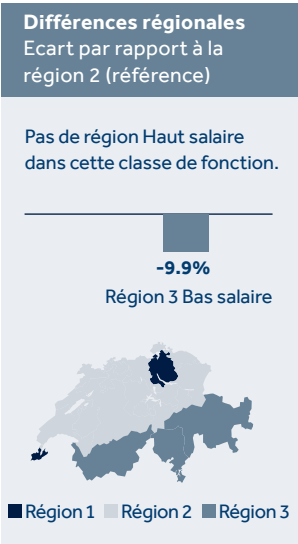 Différences régionales
Ecart par rapport à la
région 2 (référence)
Pas de région Haut salaire
dans cette classe de fonction.
-9.9%
Région 3 Bas salaire
Région 1 Région 2 Région 3